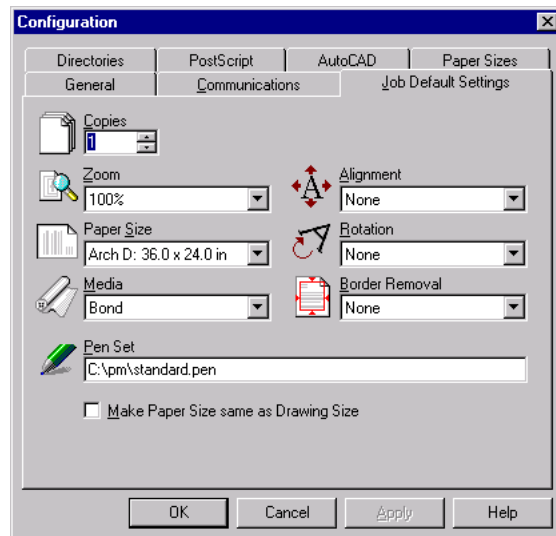 Configuration
Directories PostScript AutoCAD Paper Sizes
General Communications Job Default Settings
Copies
1
Zoom Alignment
100% None
Paper Size Rotation
Arch D: 36.0 x 24.0 in None
Media Border Removal
Bond None
Pen Set
C:\pm\standard.pen
Make Paper Size same as Drawing Size
OK Cancel Apply Help